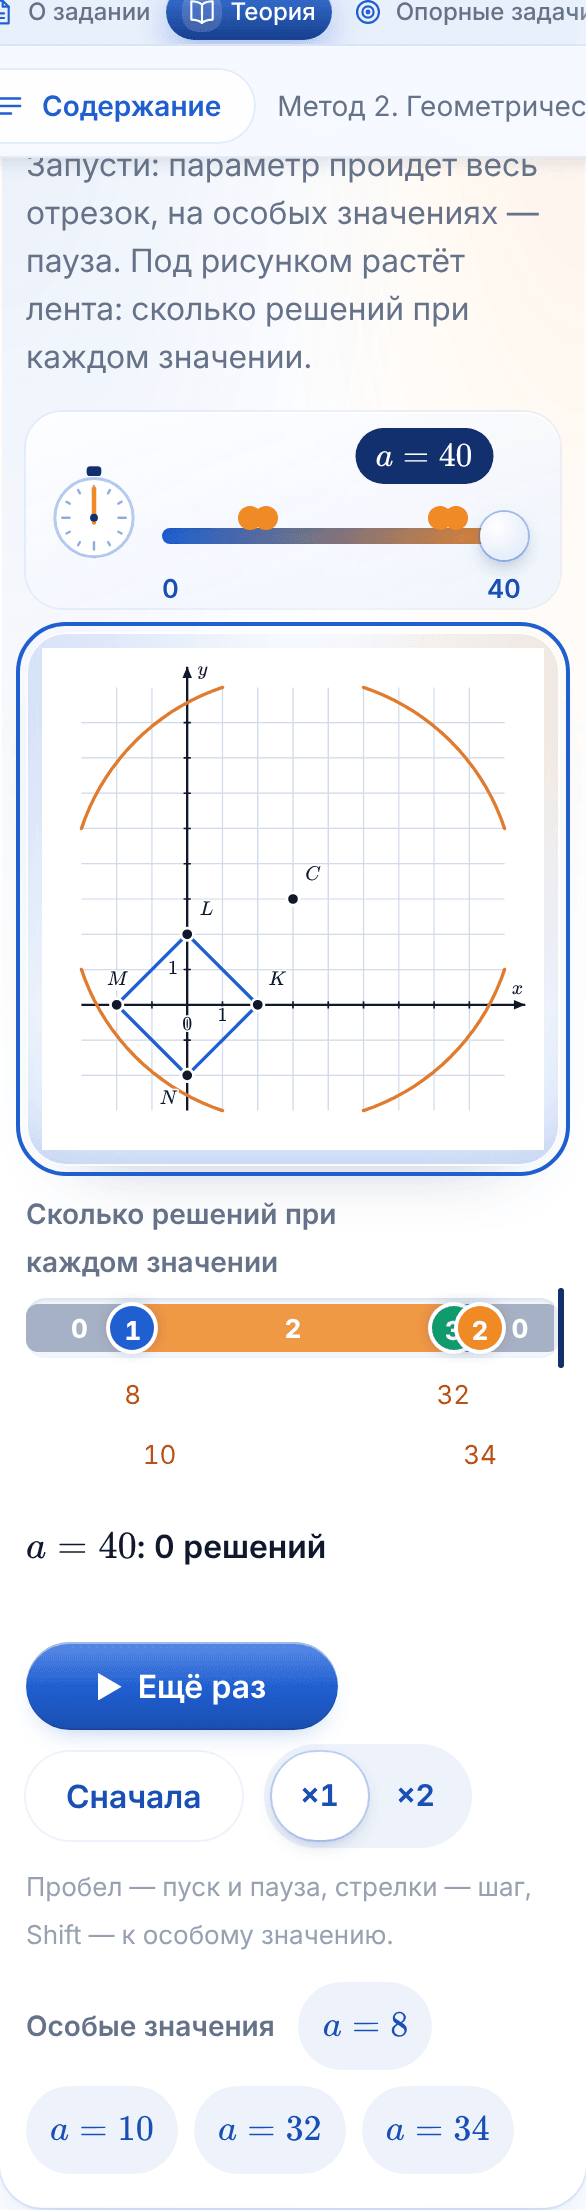 О задании
Теория
Опорные задачи
Содержание
Метод 2. Геометричес
Запусти: параметр пройдет весь
отрезок, на особых значениях —
пауза. Под рисунком растёт
лента: сколько решений при
каждом значении.
a = 40
0
40
y
C
L
1
M
K
x
0
1
N
Сколько решений при
каждом значении
0
1
2
3
2
0
8
32
10
34
a = 40: 0 решений
Ещё раз
Сначала
×1
×2
Пробел — пуск и пауза, стрелки — шаг,
Shift — к особому значению.
Особые значения
a = 8
a = 10
a = 32
a = 34